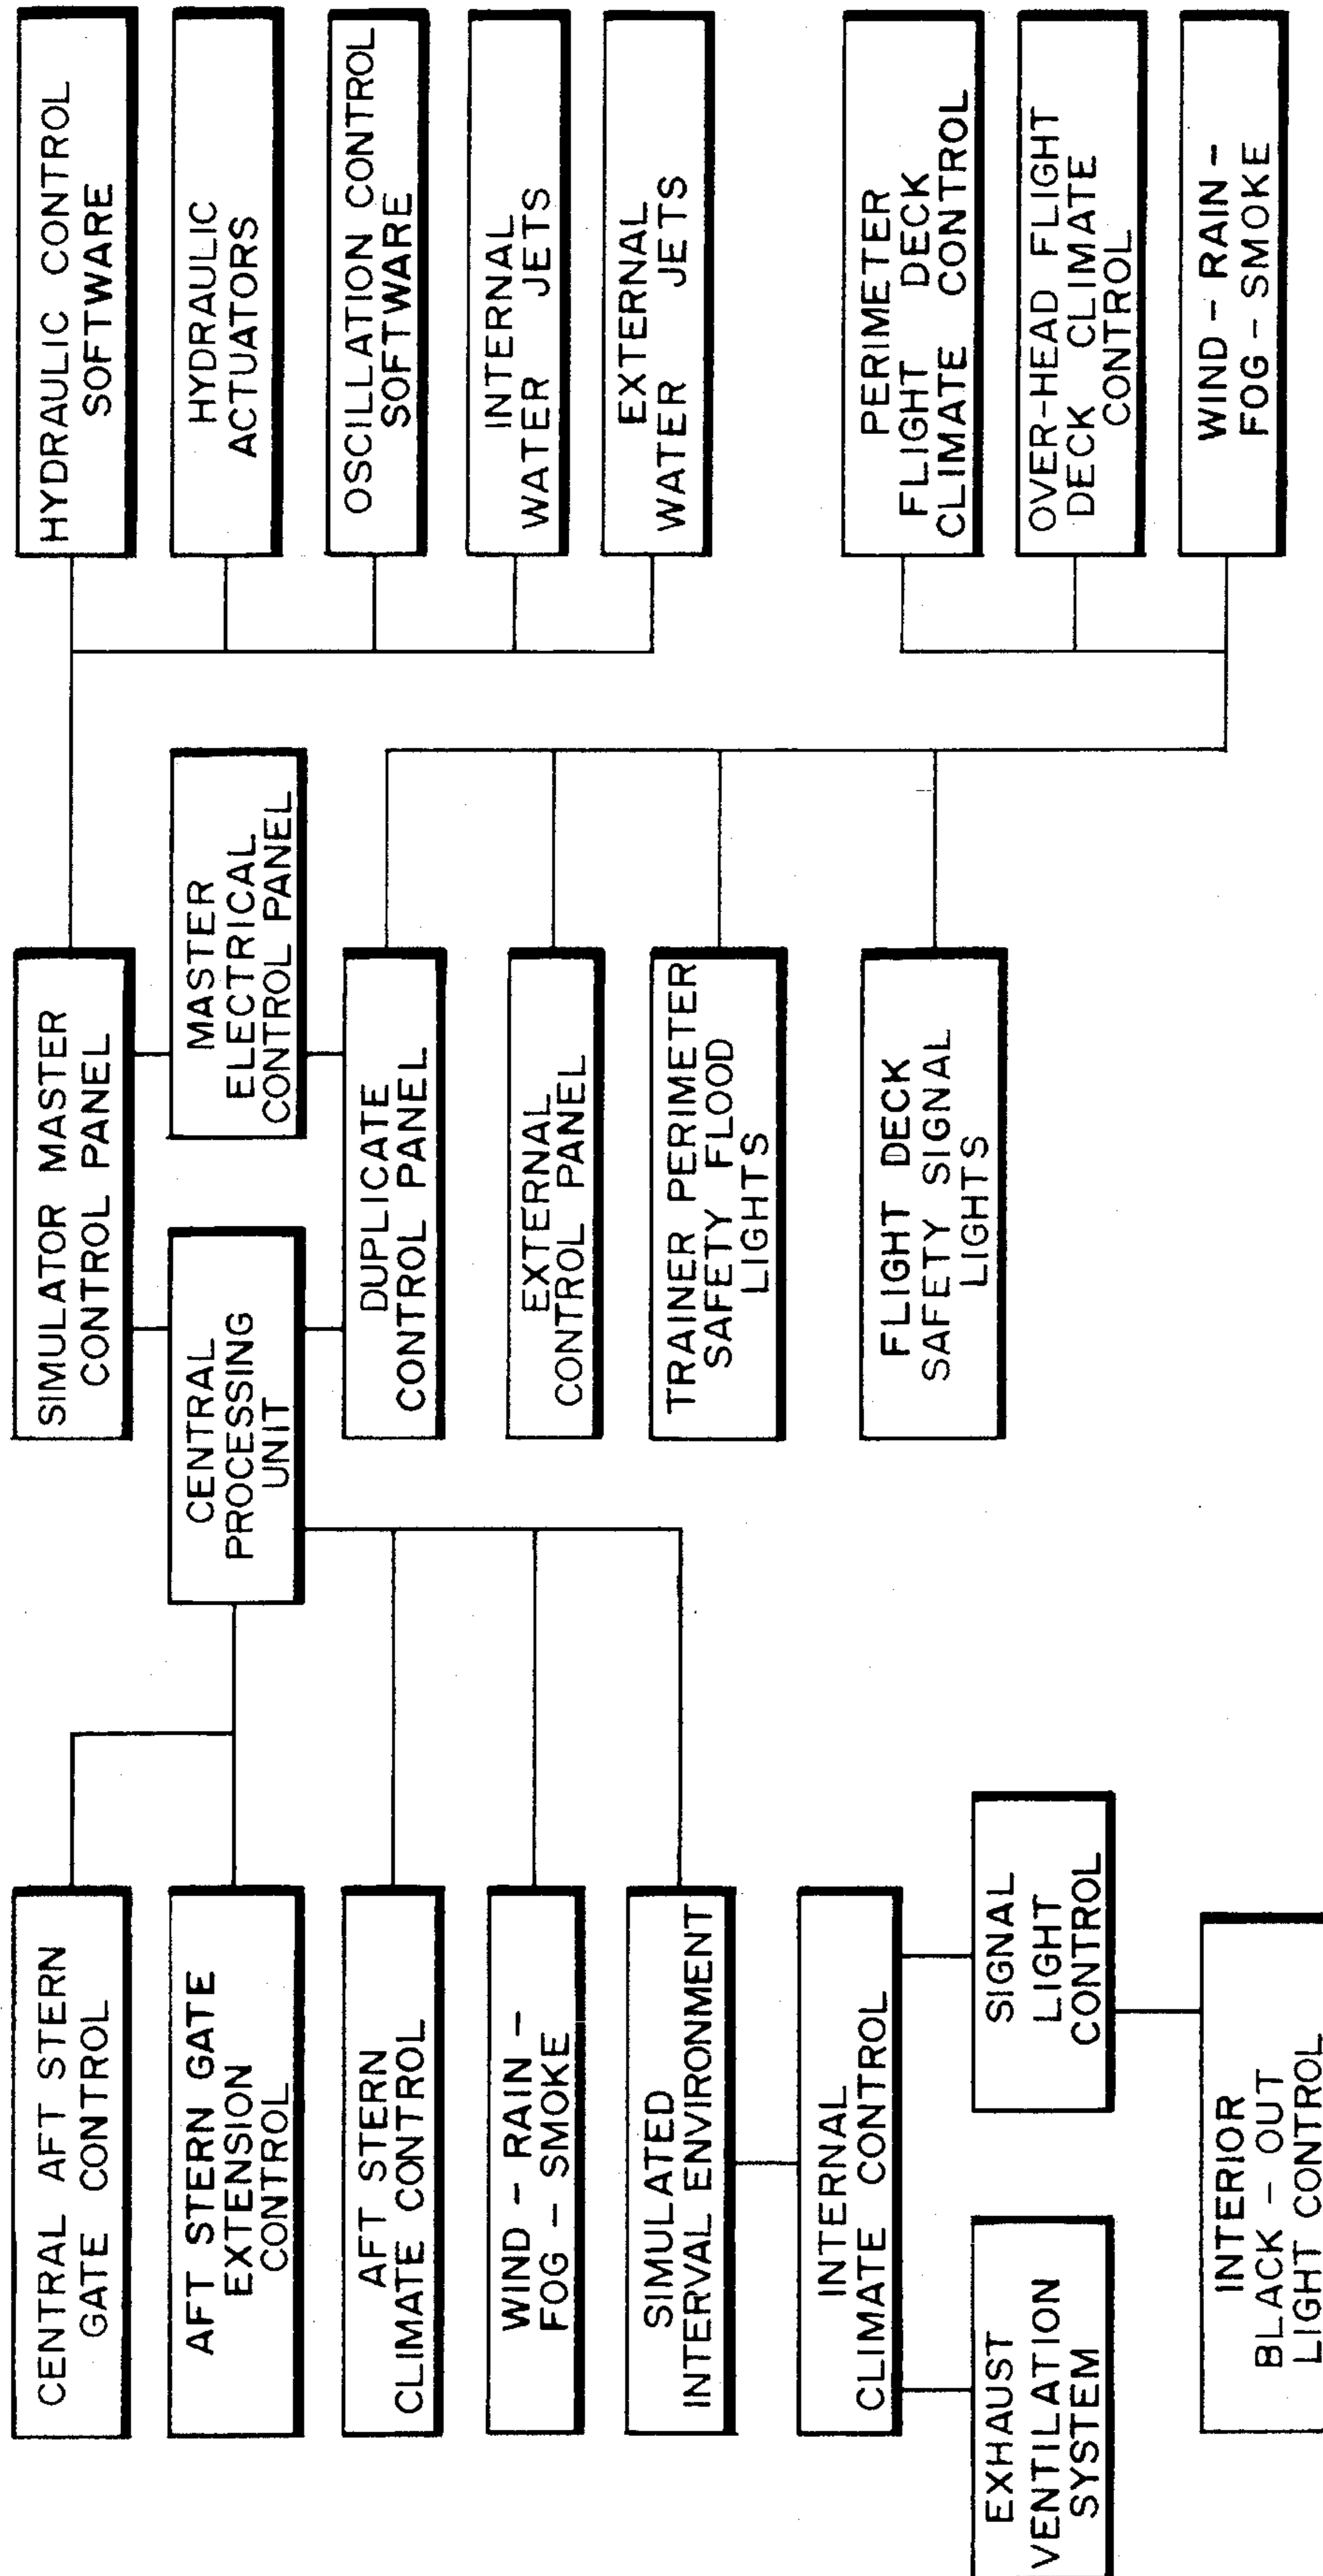 CENTRAL AFT STERN
GATE CONTROL
AFT STERN GATE
EXTENSION
CONTROL
AFT STERN
CLIMATE CONTROL
WIND – RAIN –
FOG – SMOKE
SIMULATED
INTERVAL ENVIRONMENT
INTERNAL
CLIMATE CONTROL
EXHAUST
VENTILATION
SYSTEM
SIGNAL
LIGHT
CONTROL
INTERIOR
BLACK – OUT
LIGHT CONTROL
SIMULATOR MASTER
CONTROL PANEL
CENTRAL
PROCESSING
UNIT
MASTER
ELECTRICAL
CONTROL PANEL
DUPLICATE
CONTROL PANEL
EXTERNAL
CONTROL PANEL
TRAINER PERIMETER
SAFETY FLOOD
LIGHTS
FLIGHT DECK
SAFETY SIGNAL
LIGHTS
HYDRAULIC CONTROL
SOFTWARE
HYDRAULIC
ACTUATORS
OSCILLATION CONTROL
SOFTWARE
INTERNAL
WATER JETS
EXTERNAL
WATER JETS
PERIMETER
FLIGHT DECK
CLIMATE CONTROL
OVER-HEAD FLIGHT
DECK CLIMATE
CONTROL
WIND – RAIN –
FOG – SMOKE